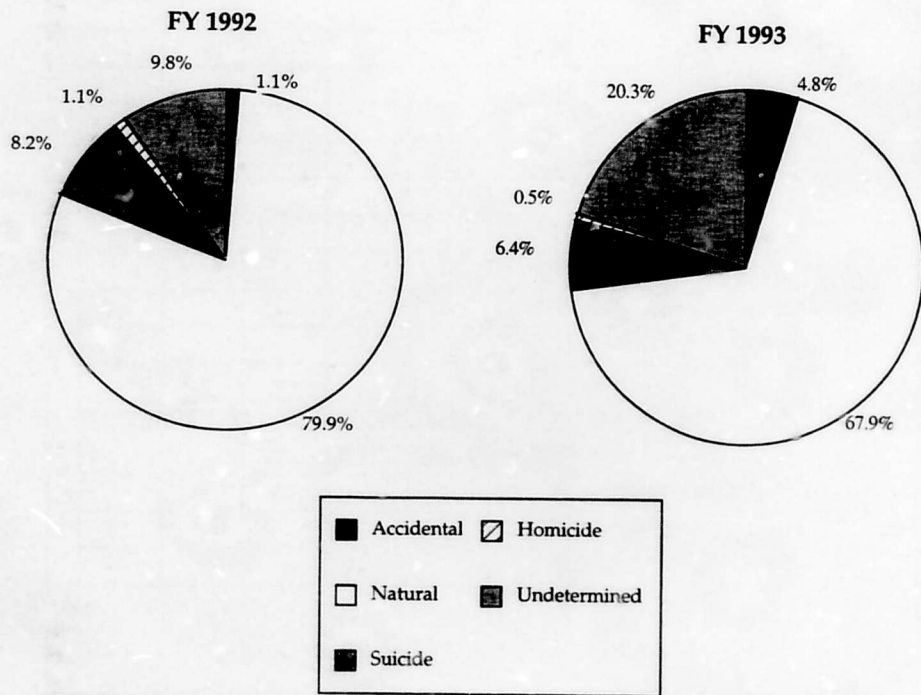 FY 1992
9.8%
1.1%
1.1%
8.2%
79.9%
FY 1993
20.3%
4.8%
0.5%
6.4%
67.9%
Accidental
Homicide
Natural
Undetermined
Suicide